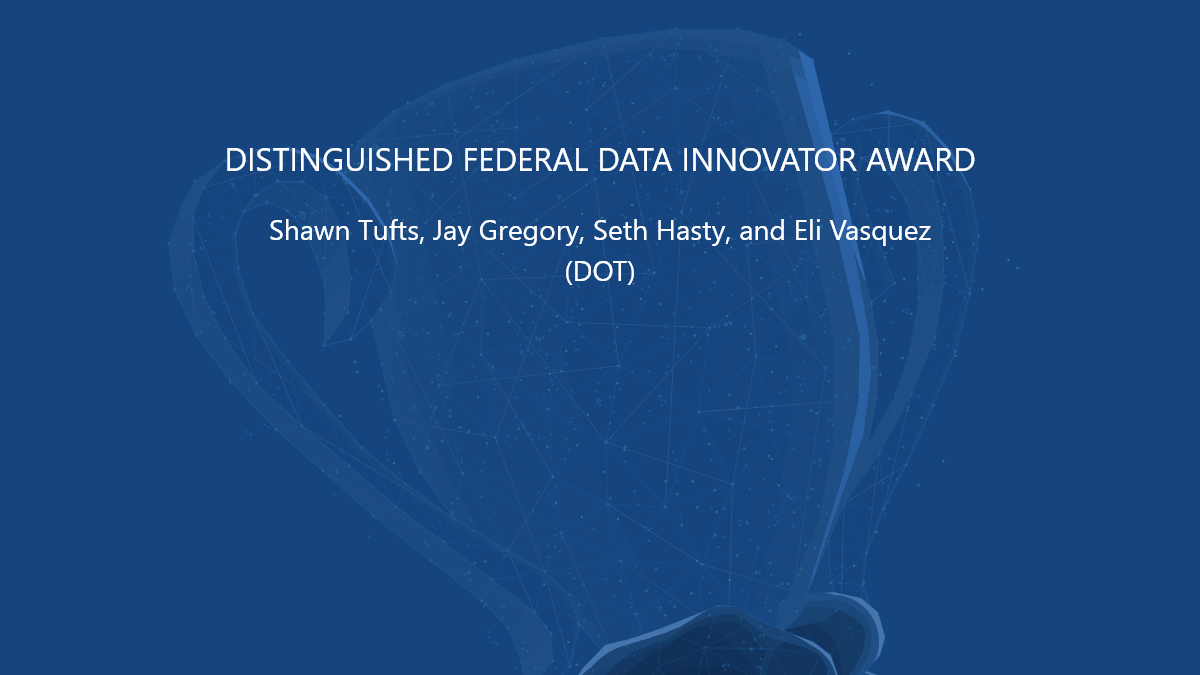 DISTINGUISHED FEDERAL DATA INNOVATOR AWARD
Shawn Tufts, Jay Gregory, Seth Hasty, and Eli Vasquez
(DOT)